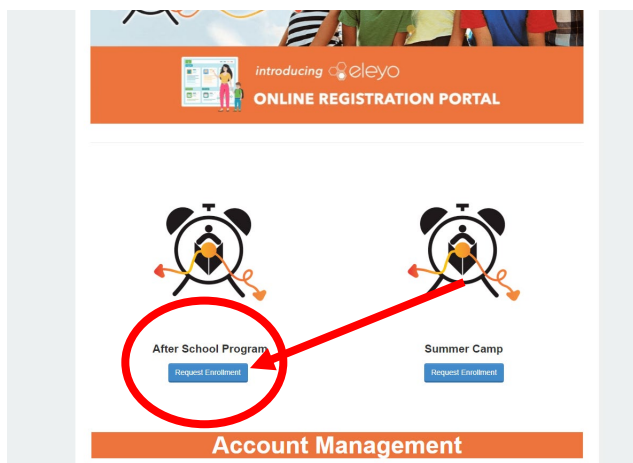 introducing eleyo
ONLINE REGISTRATION PORTAL
After School Program
Summer Camp
Request Enrollment
Request Enrollment
Account Management